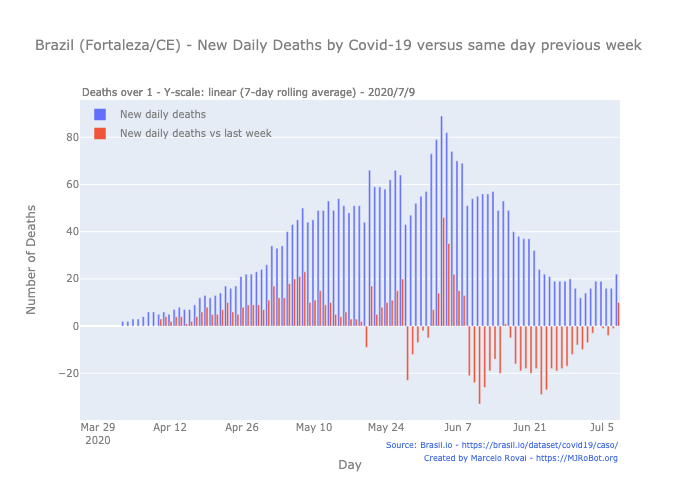 Brazil (Fortaleza/CE) - New Daily Deaths by Covid-19 versus same day previous week
Deaths over 1 - Y-scale: linear (7-day rolling average) - 2020/7/9
New daily deaths
New daily deaths vs last week
80
60
40
20
0
−20
Number of Deaths
Mar 29 Apr 12 Apr 26 May 10 May 24 Jun 7 Jun 21 Jul 5
2020
Day
Source: Brasil.io - https://brasil.io/dataset/covid19/caso/
Created by Marcelo Rovai - https://MJRoBot.org